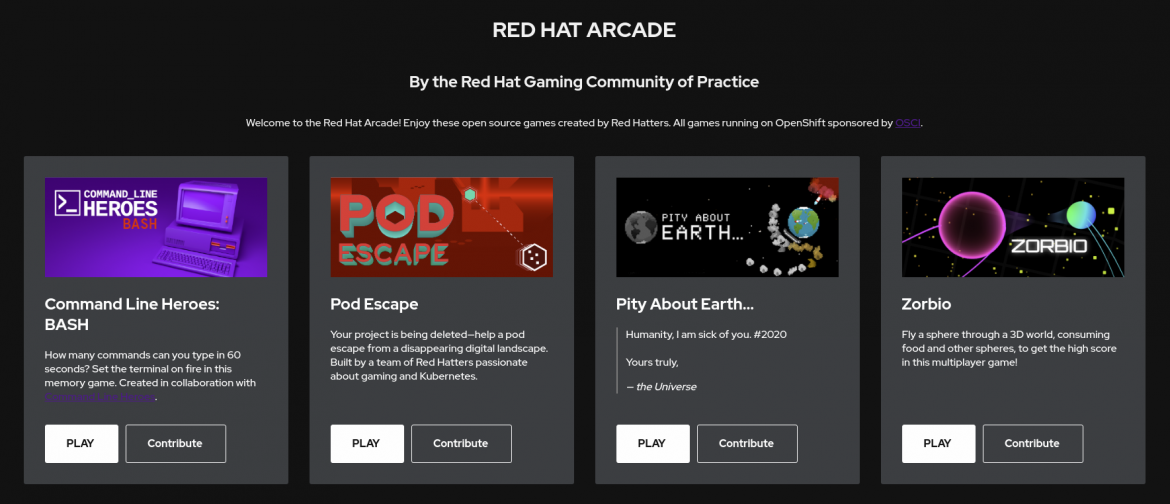 RED HAT ARCADE
By the Red Hat Gaming Community of Practice
Welcome to the Red Hat Arcade! Enjoy these open source games created by Red Hatters. All games running on OpenShift sponsored by OSCI.
>_ COMMAND_LINE
HEROES
BASH
Command Line Heroes:
BASH
How many commands can you type in 60
seconds? Set the terminal on fire in this
memory game. Created in collaboration with
Command Line Heroes.
PLAY
Contribute
POD
ESCAPE
Pod Escape
Your project is being deleted—help a pod
escape from a disappearing digital landscape.
Built by a team of Red Hatters passionate
about gaming and Kubernetes.
PLAY
Contribute
PITY ABOUT
EARTH...
Pity About Earth...
Humanity, I am sick of you. #2020
Yours truly,
— the Universe
PLAY
Contribute
ZORBIO
Zorbio
Fly a sphere through a 3D world, consuming
food and other spheres, to get the high score
in this multiplayer game!
PLAY
Contribute